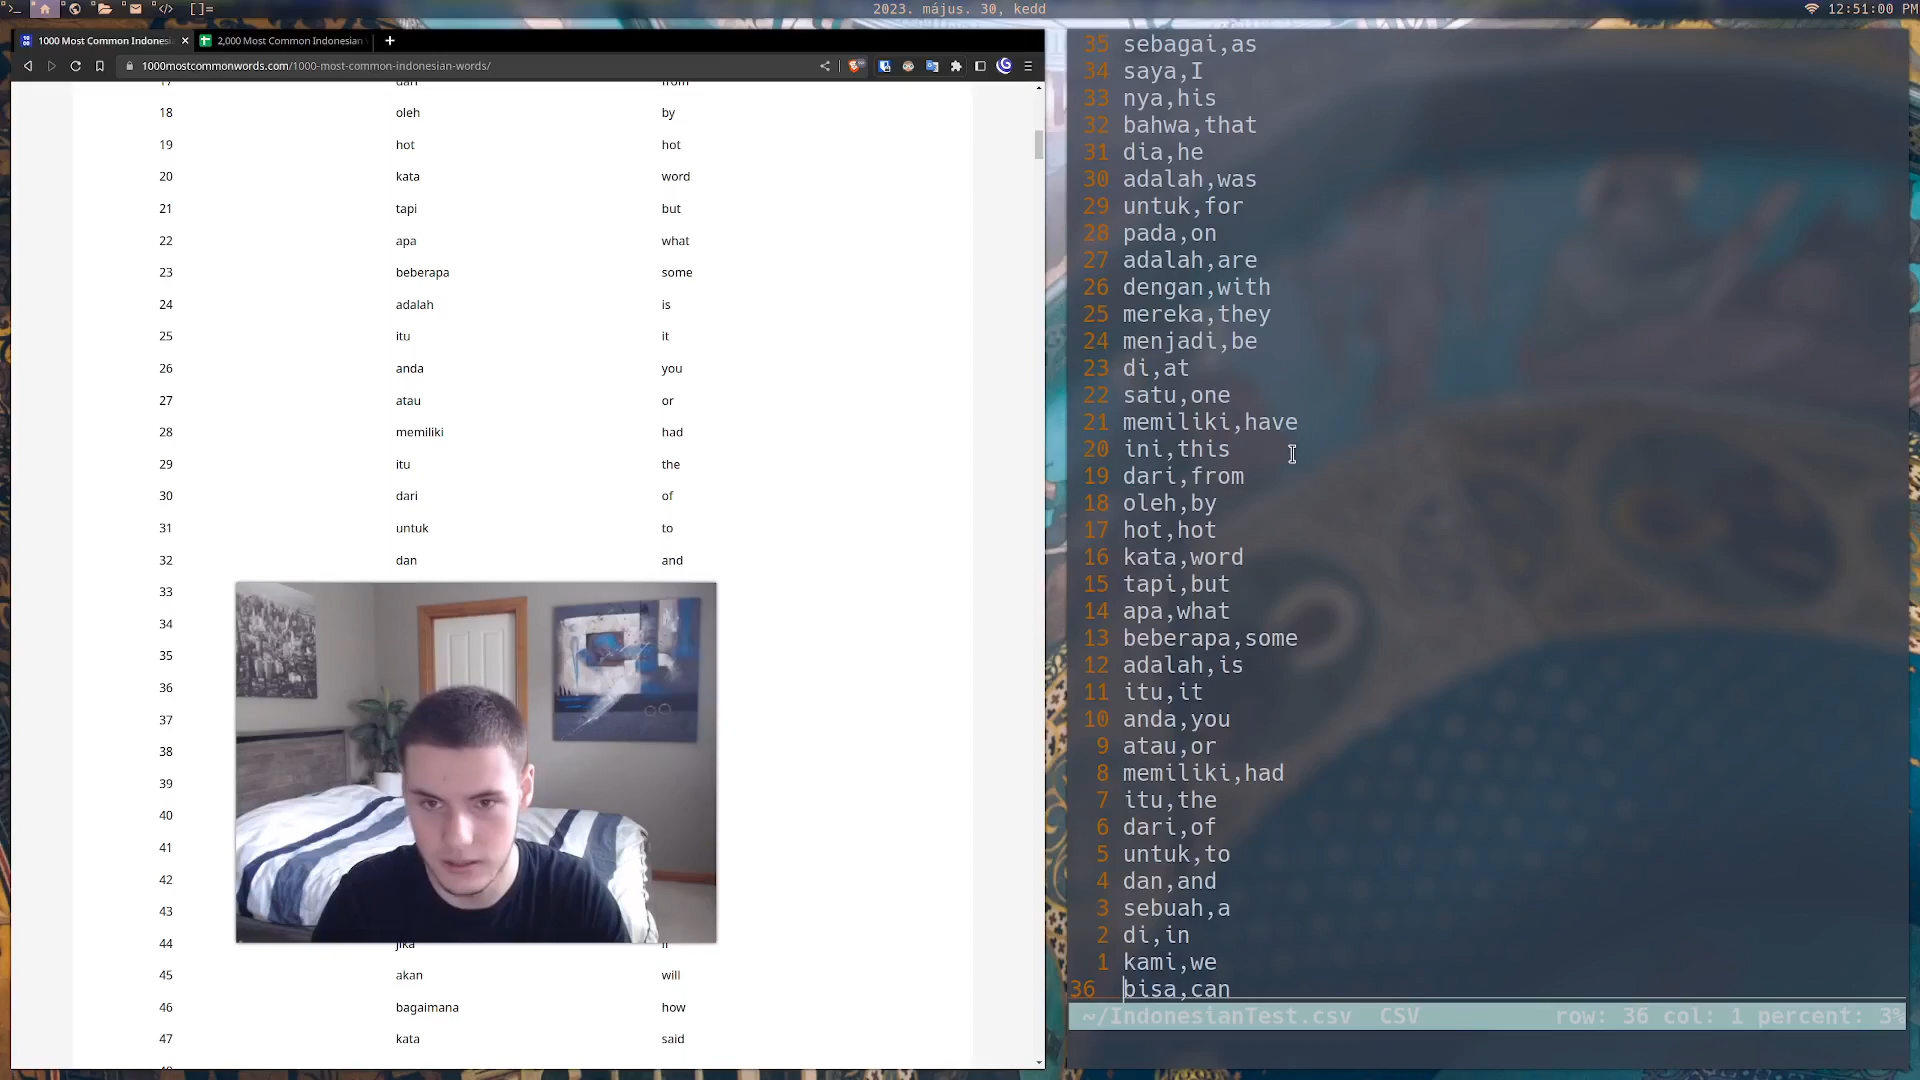 []=
2023. május. 30, kedd
12:51:00 PM
1000 Most Common Indonesi
2,000 Most Common Indonesian
1000mostcommonwords.com/1000-most-common-indonesian-words/
17 dari from
18 oleh by
19 hot hot
20 kata word
21 tapi but
22 apa what
23 beberapa some
24 adalah is
25 itu it
26 anda you
27 atau or
28 memiliki had
29 itu the
30 dari of
31 untuk to
32 dan and
33
34
35
36
37
38
39
40
41
42
43
44 jika if
45 akan will
46 bagaimana how
47 kata said
35 sebagai,as
34 saya,I
33 nya,his
32 bahwa,that
31 dia,he
30 adalah,was
29 untuk,for
28 pada,on
27 adalah,are
26 dengan,with
25 mereka,they
24 menjadi,be
23 di,at
22 satu,one
21 memiliki,have
20 ini,this
19 dari,from
18 oleh,by
17 hot,hot
16 kata,word
15 tapi,but
14 apa,what
13 beberapa,some
12 adalah,is
11 itu,it
10 anda,you
9 atau,or
8 memiliki,had
7 itu,the
6 dari,of
5 untuk,to
4 dan,and
3 sebuah,a
2 di,in
1 kami,we
36 bisa,can
~/IndonesianTest.csv CSV row: 36 col: 1 percent: 3%